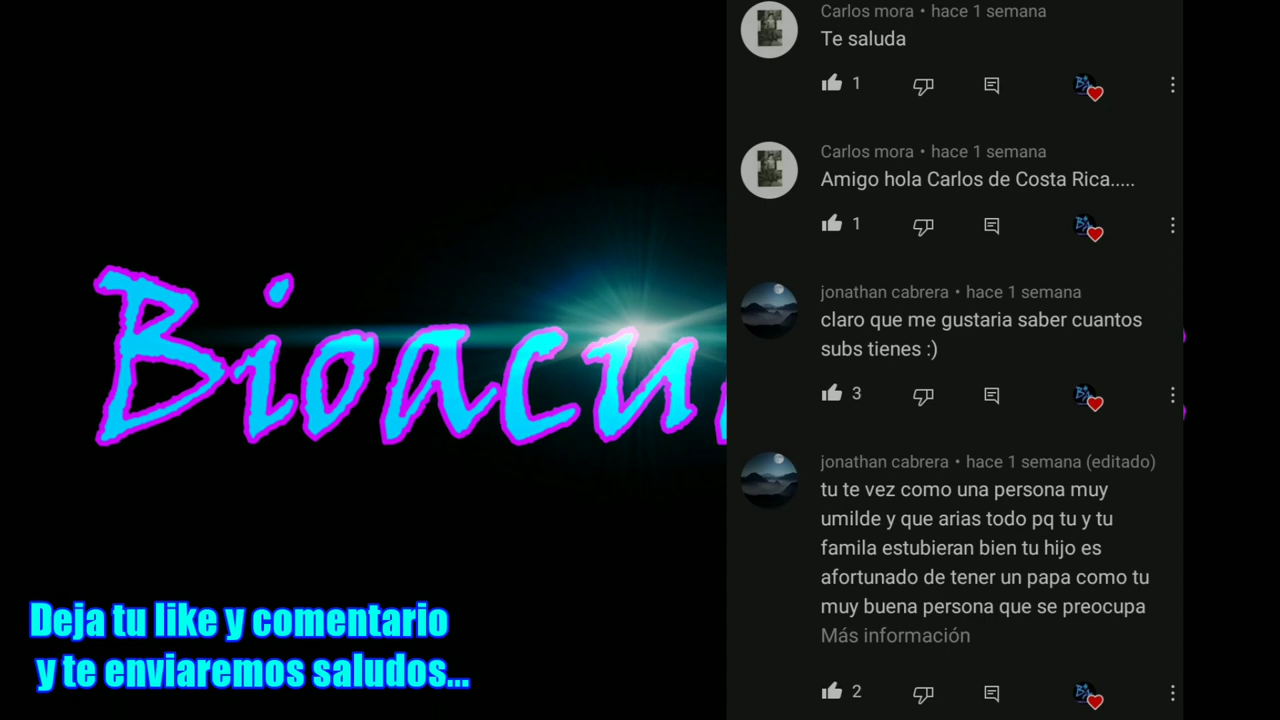 Bioacu
Deja tu like y comentario
y te enviaremos saludos...
Carlos mora • hace 1 semana
Te saluda
1
Carlos mora • hace 1 semana
Amigo hola Carlos de Costa Rica.....
1
jonathan cabrera • hace 1 semana
claro que me gustaria saber cuantos
subs tienes :)
3
jonathan cabrera • hace 1 semana (editado)
tu te vez como una persona muy
umilde y que arias todo pq tu y tu
famila estubieran bien tu hijo es
afortunado de tener un papa como tu
muy buena persona que se preocupa
Más información
2